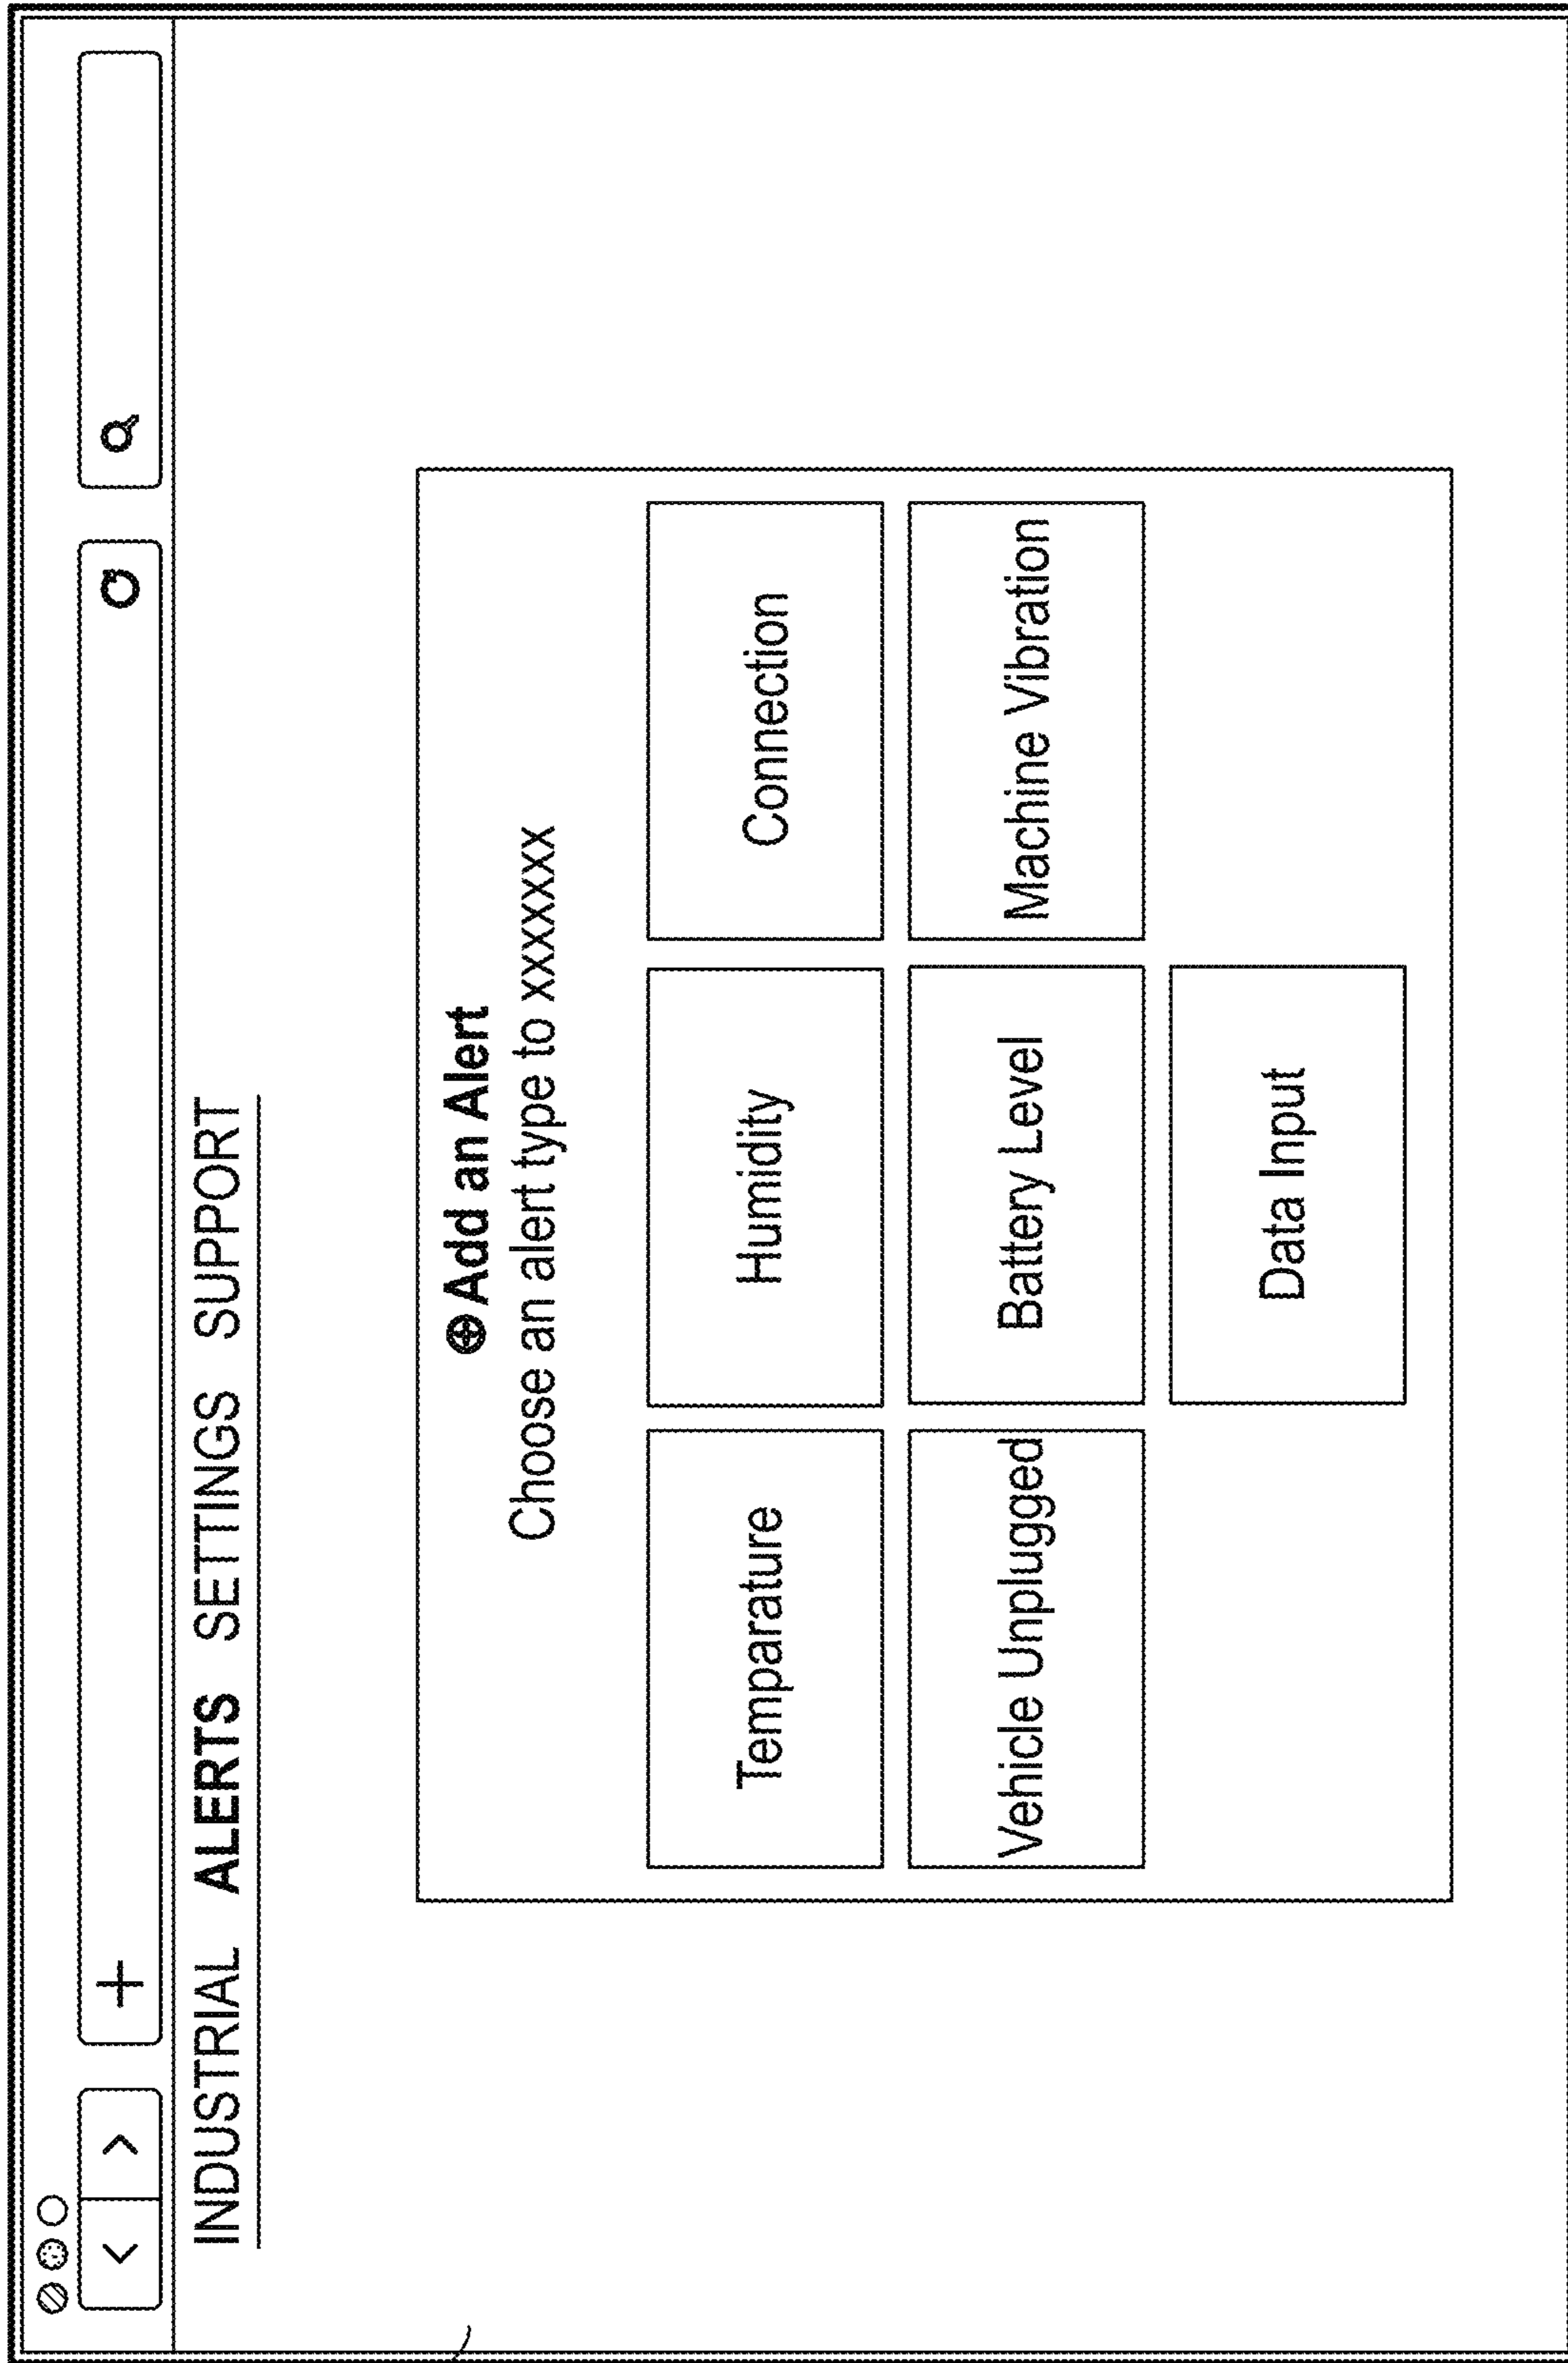 INDUSTRIAL ALERTS SETTINGS SUPPORT
Add an Alert
Choose an alert type to xxxxxxx
Temparature
Humidity
Connection
Vehicle Unplugged
Battery Level
Machine Vibration
Data Input